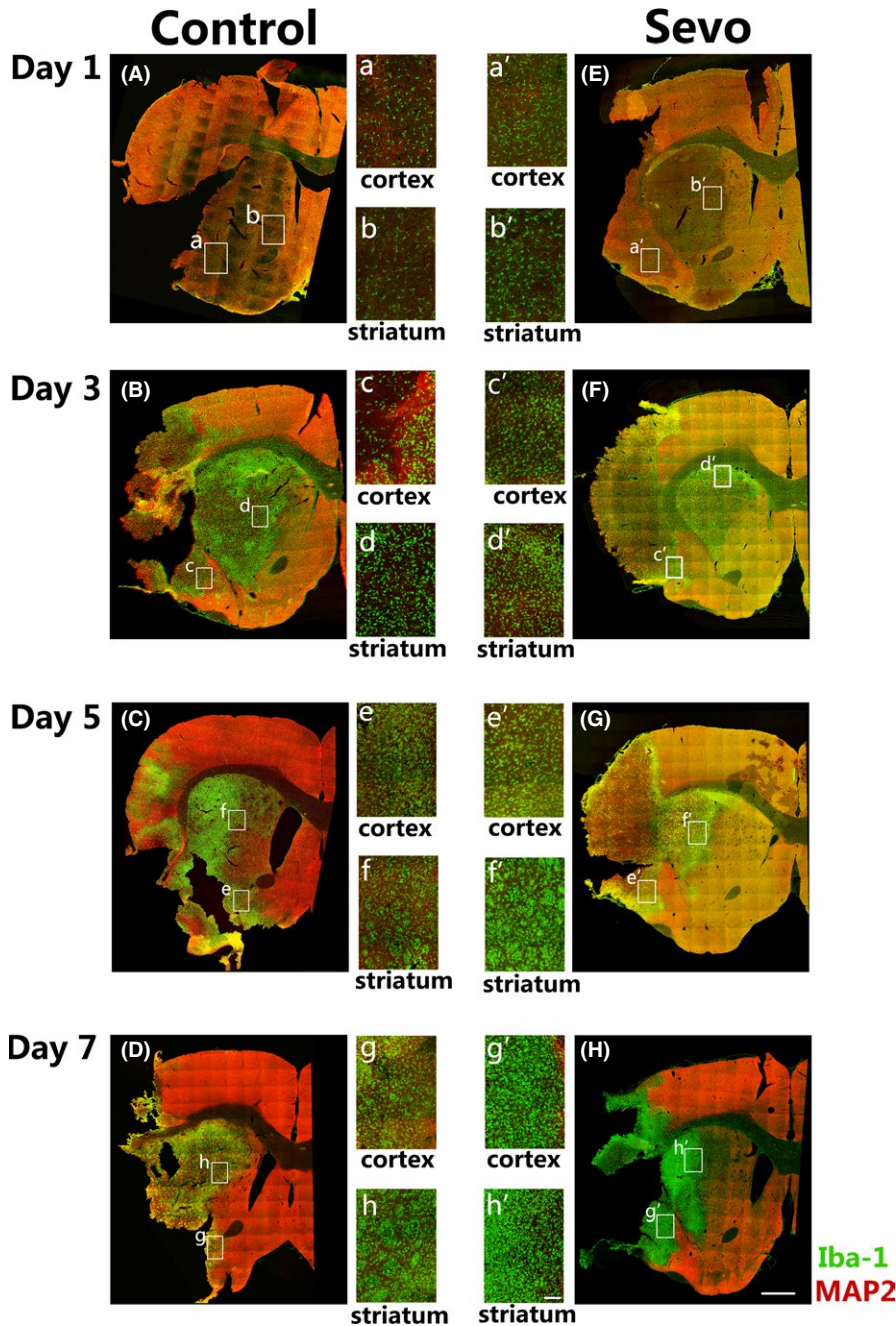 Control Sevo
Day 1
(A) a a' (E)
cortex cortex
b b'
striatum striatum
a b
b' a'
Day 3
(B) c c' (F)
cortex cortex
d d'
striatum striatum
d c
d' c'
Day 5
(C) e e' (G)
cortex cortex
f f'
striatum striatum
f e
f' e'
Day 7
(D) g g' (H)
cortex cortex
h h'
striatum striatum
h g
h' g'
Iba-1
MAP2